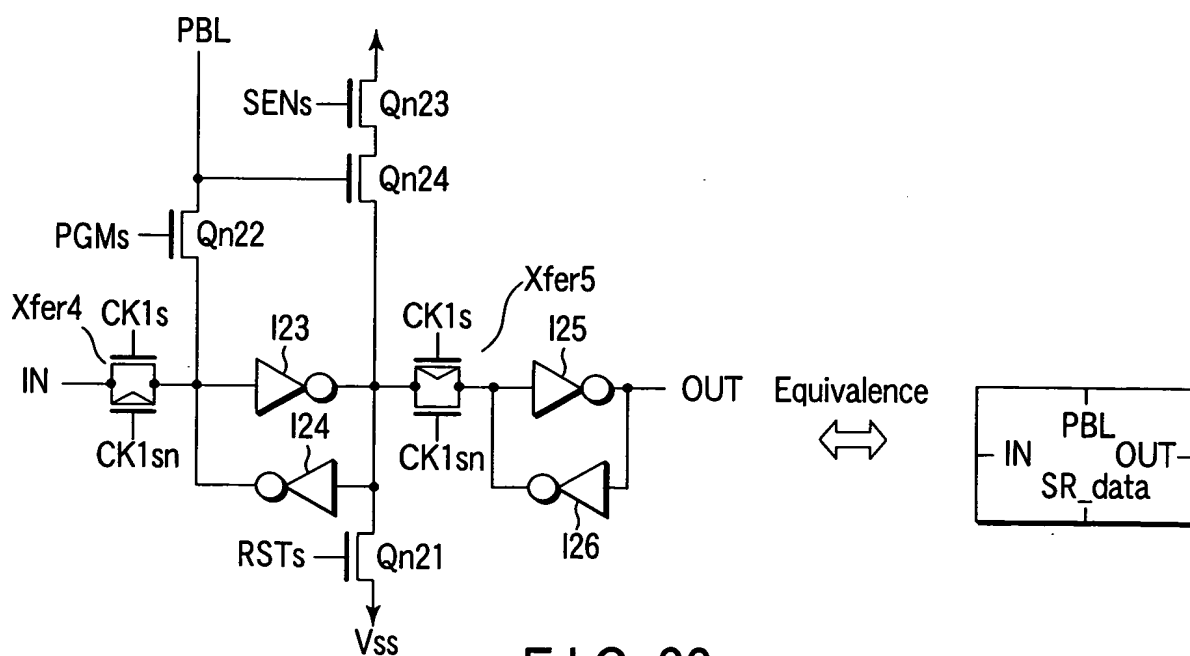 PBL
SENs
Qn23
Qn24
PGMs
Qn22
Xfer4
CK1s
I23
CK1s
Xfer5
I25
IN
OUT
Equivalence
PBL
IN
OUT
SR_data
CK1sn
I24
CK1sn
I26
RSTs
Qn21
Vss